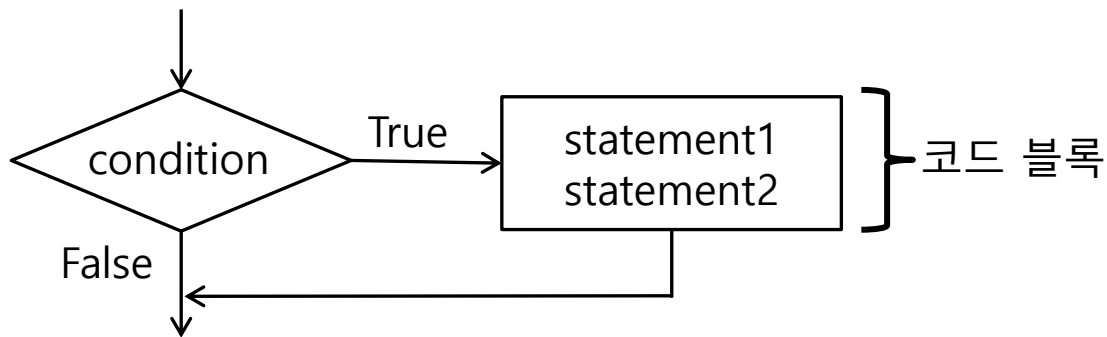 True
condition
statement1
statement2
코드 블록
False